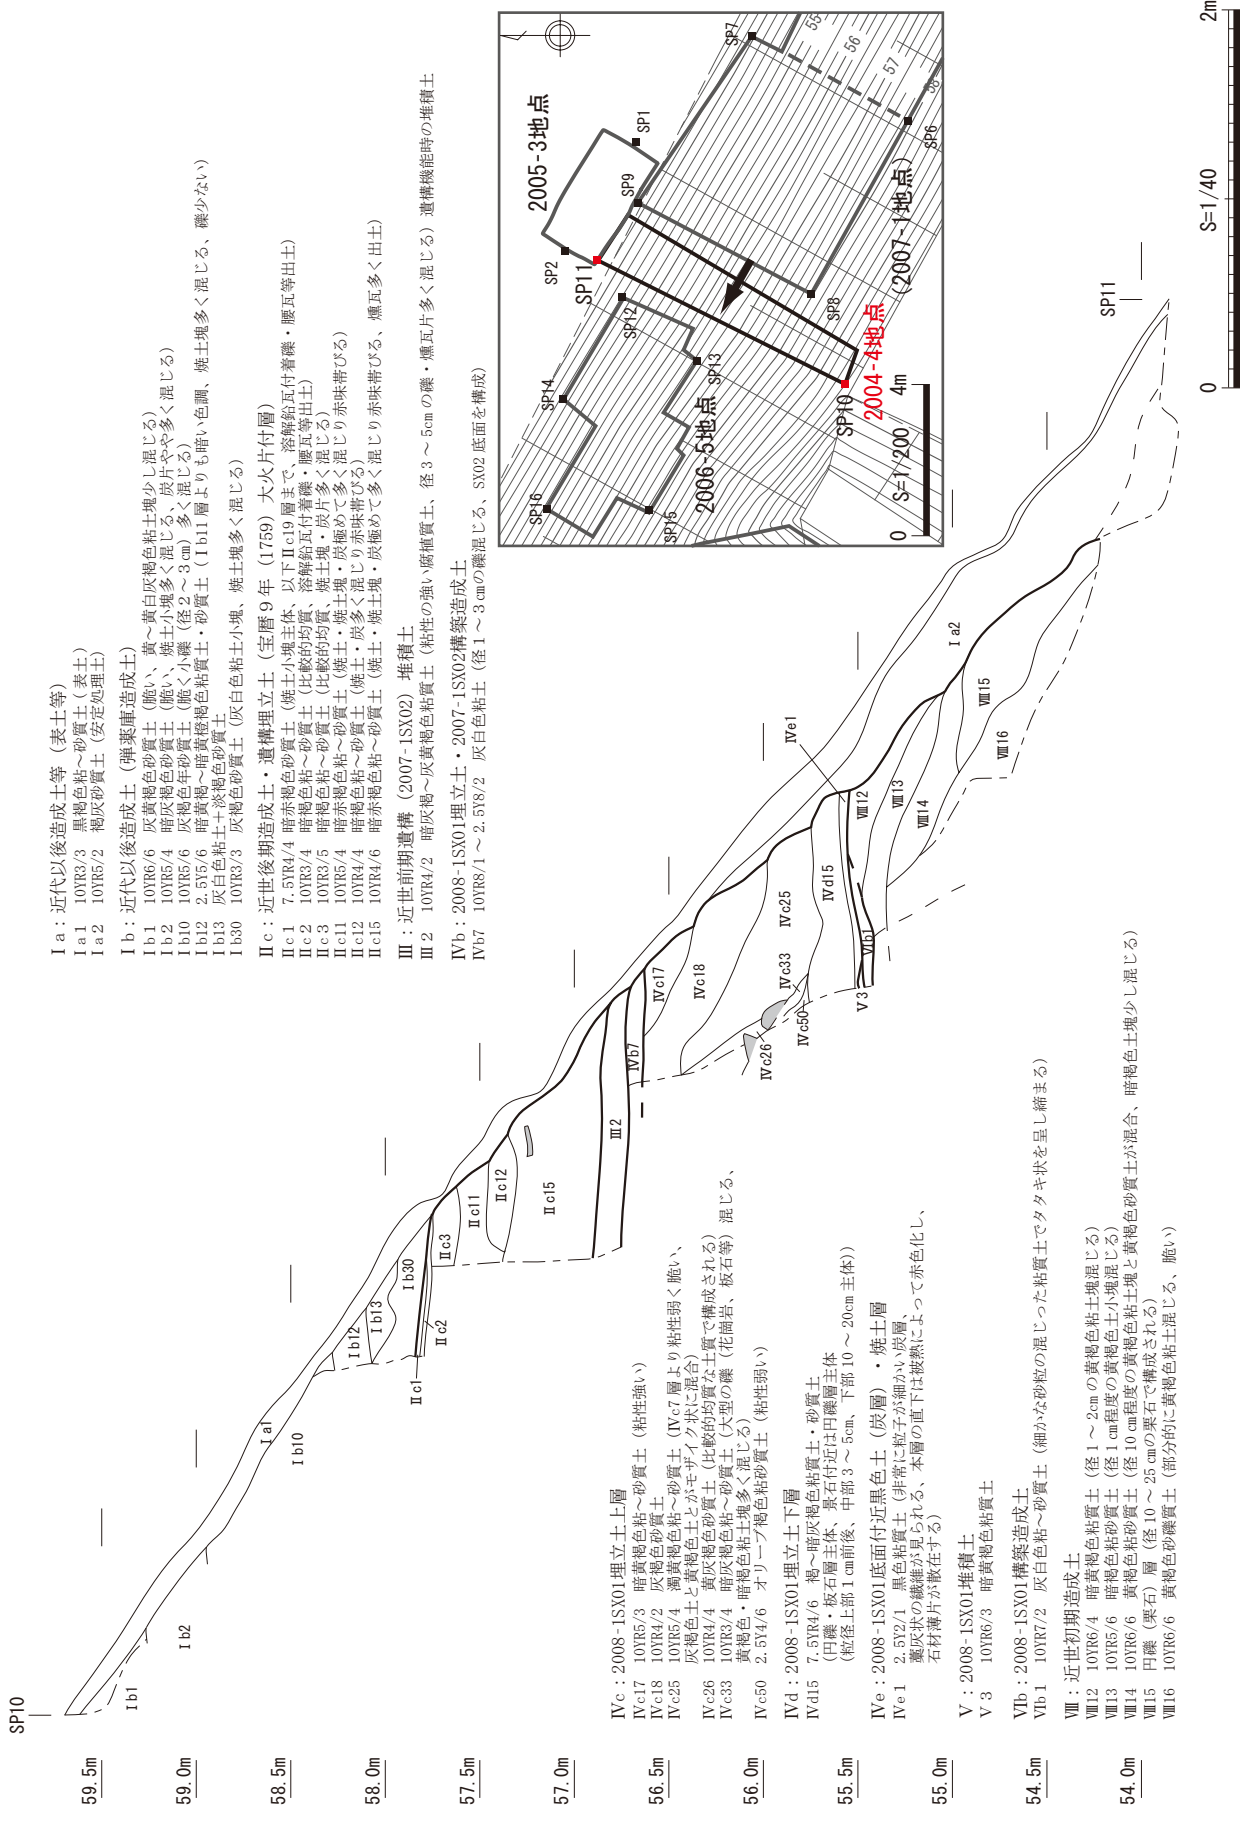 Ⅰa：近代以後造成土等（表土等）
Ⅰa1 10YR3/3 黒褐色粘～砂質土（表土）
Ⅰa2 10YR5/2 褐灰砂質土（安定処理土）
Ⅰb：近代以後造成土（弾薬庫造成土）
Ⅰb1 10YR6/6 灰黄褐色砂質土（脆い、黄～黄白灰褐色粘土塊少し混じる）
Ⅰb2 10YR5/4 暗灰褐色砂質土（脆い、焼土小塊多く混じる、炭片やや多く混じる）
Ⅰb10 10YR5/6 灰褐色年砂質土（脆く小礫（径２～３㎝）多く混じる）
Ⅰb12 2.5Y5/6 暗黄褐～暗黄橙褐色粘質土・砂質土（Ⅰb11層よりも暗い色調、焼土塊多く混じる、礫少ない）
Ⅰb13 灰白色粘土＋淡褐色砂質土
Ⅰb30 10YR3/3 灰褐色砂質土（灰白色粘土小塊、焼土塊多く混じる）
Ⅱc：近世後期造成土・遺構埋立土（宝暦９年（1759）大火片付層）
Ⅱc1 7.5YR4/4 暗赤褐色砂質土（焼土小塊主体、以下Ⅱc19層まで、溶解鉛瓦付着礫・腰瓦等出土）
Ⅱc2 10YR3/4 暗褐色粘～砂質土（比較的均質、溶解鉛瓦付着礫・腰瓦等出土）
Ⅱc3 10YR3/5 暗褐色粘～砂質土（比較的均質、焼土塊・炭片多く混じる）
Ⅱc11 10YR5/4 暗赤褐色粘～砂質土（焼土・焼土塊・炭極めて多く混じり赤味帯びる）
Ⅱc12 10YR4/4 暗褐色粘～砂質土（焼土・炭多く混じり赤味帯びる）
Ⅱc15 10YR4/6 暗赤褐色粘～砂質土（焼土・焼土塊・炭極めて多く混じり赤味帯びる、燻瓦多く出土）
Ⅲ：近世前期遺構（2007-1SX02）堆積土
Ⅲ2 10YR4/2 暗灰褐～灰黄褐色粘質土（粘性の強い腐植質土、径３～５㎝の礫・燻瓦片多く混じる）遺構機能時の堆積土
Ⅳb：2008-1SX01埋立土・2007-1SX02構築造成土
Ⅳb7 10YR8/1～2.5Y8/2 灰白色粘土（径１～３㎝の礫混じる、SX02底面を構成）
2005-3地点
2006-5地点
2004-4地点
（2007-1地点）
SP1
SP2
SP6
SP7
SP8
SP9
SP10
SP11
SP12
SP13
SP14
SP15
SP16
55
56
57
58
0 S=1/200 4m
0 S=1/40 2m
SP10
SP11
Ⅰb1
Ⅰb2
Ⅰa1
Ⅰb10
Ⅰb12
Ⅰb13
Ⅰb30
Ⅱc1
Ⅱc2
Ⅱc3
Ⅱc11
Ⅱc12
Ⅱc15
Ⅲ2
Ⅳb7
Ⅳc17
Ⅳc18
Ⅳc25
Ⅳc26
Ⅳc33
Ⅳc50
Ⅳd15
Ⅳe1
Ⅴ3
Ⅵb1
Ⅷ12
Ⅷ13
Ⅷ14
Ⅷ15
Ⅷ16
Ⅰa2
Ⅳc：2008-1SX01埋立土上層
Ⅳc17 10YR5/3 暗黄褐色粘～砂質土（粘性強い）
Ⅳc18 10YR4/2 灰褐色砂質土
Ⅳc25 10YR5/4 濁黄褐色粘～砂質土（Ⅳc7層より粘性弱く脆い、
灰褐色土と黄褐色土とがモザイク状に混合）
Ⅳc26 10YR4/4 黄灰褐色砂質土（比較的均質な土質で構成される）
Ⅳc33 10YR3/4 暗灰褐色粘～砂質土（大型の礫（花崗岩、板石等）混じる、
黄褐色・暗褐色粘土塊多く混じる）
Ⅳc50 2.5Y4/6 オリーブ褐色粘砂質土（粘性弱い）
Ⅳd：2008-1SX01埋立土下層
Ⅳd15 7.5YR4/6 褐～暗灰褐色粘質土・砂質土
（円礫・板石層主体、景石付近は円礫層主体
（粒径上部１㎝前後、中部３～５㎝、下部10～20㎝主体））
Ⅳe：2008-1SX01底面付近黒色土（炭層）・焼土層
Ⅳe1 2.5Y2/1 黒色粘質土（非常に粒子が細かい炭層、
藁灰状の繊維が見られる、本層の直下は被熱によって赤色化し、
石材薄片が散在する）
Ⅴ：2008-1SX01堆積土
Ⅴ3 10YR6/3 暗黄褐色粘質土
Ⅵb：2008-1SX01構築造成土
Ⅵb1 10YR7/2 灰白色粘～砂質土（細かな砂粒の混じった粘質土でタタキ状を呈し締まる）
Ⅷ：近世初期造成土
Ⅷ12 10YR6/4 暗黄褐色粘質土（径１～２㎝の黄褐色粘土塊混じる）
Ⅷ13 10YR5/6 暗褐色粘砂質土（径１㎝程度の黄褐色土小塊混じる）
Ⅷ14 10YR6/6 黄褐色粘砂質土（径10㎝程度の黄褐色粘土塊と黄褐色砂質土が混合、暗褐色土塊少し混じる）
Ⅷ15 円礫（栗石）層（径10～25㎝の栗石で構成される）
Ⅷ16 10YR6/6 黄褐色砂礫質土（部分的に黄褐色粘土混じる、脆い）
59.5m
59.0m
58.5m
58.0m
57.5m
57.0m
56.5m
56.0m
55.5m
55.0m
54.5m
54.0m